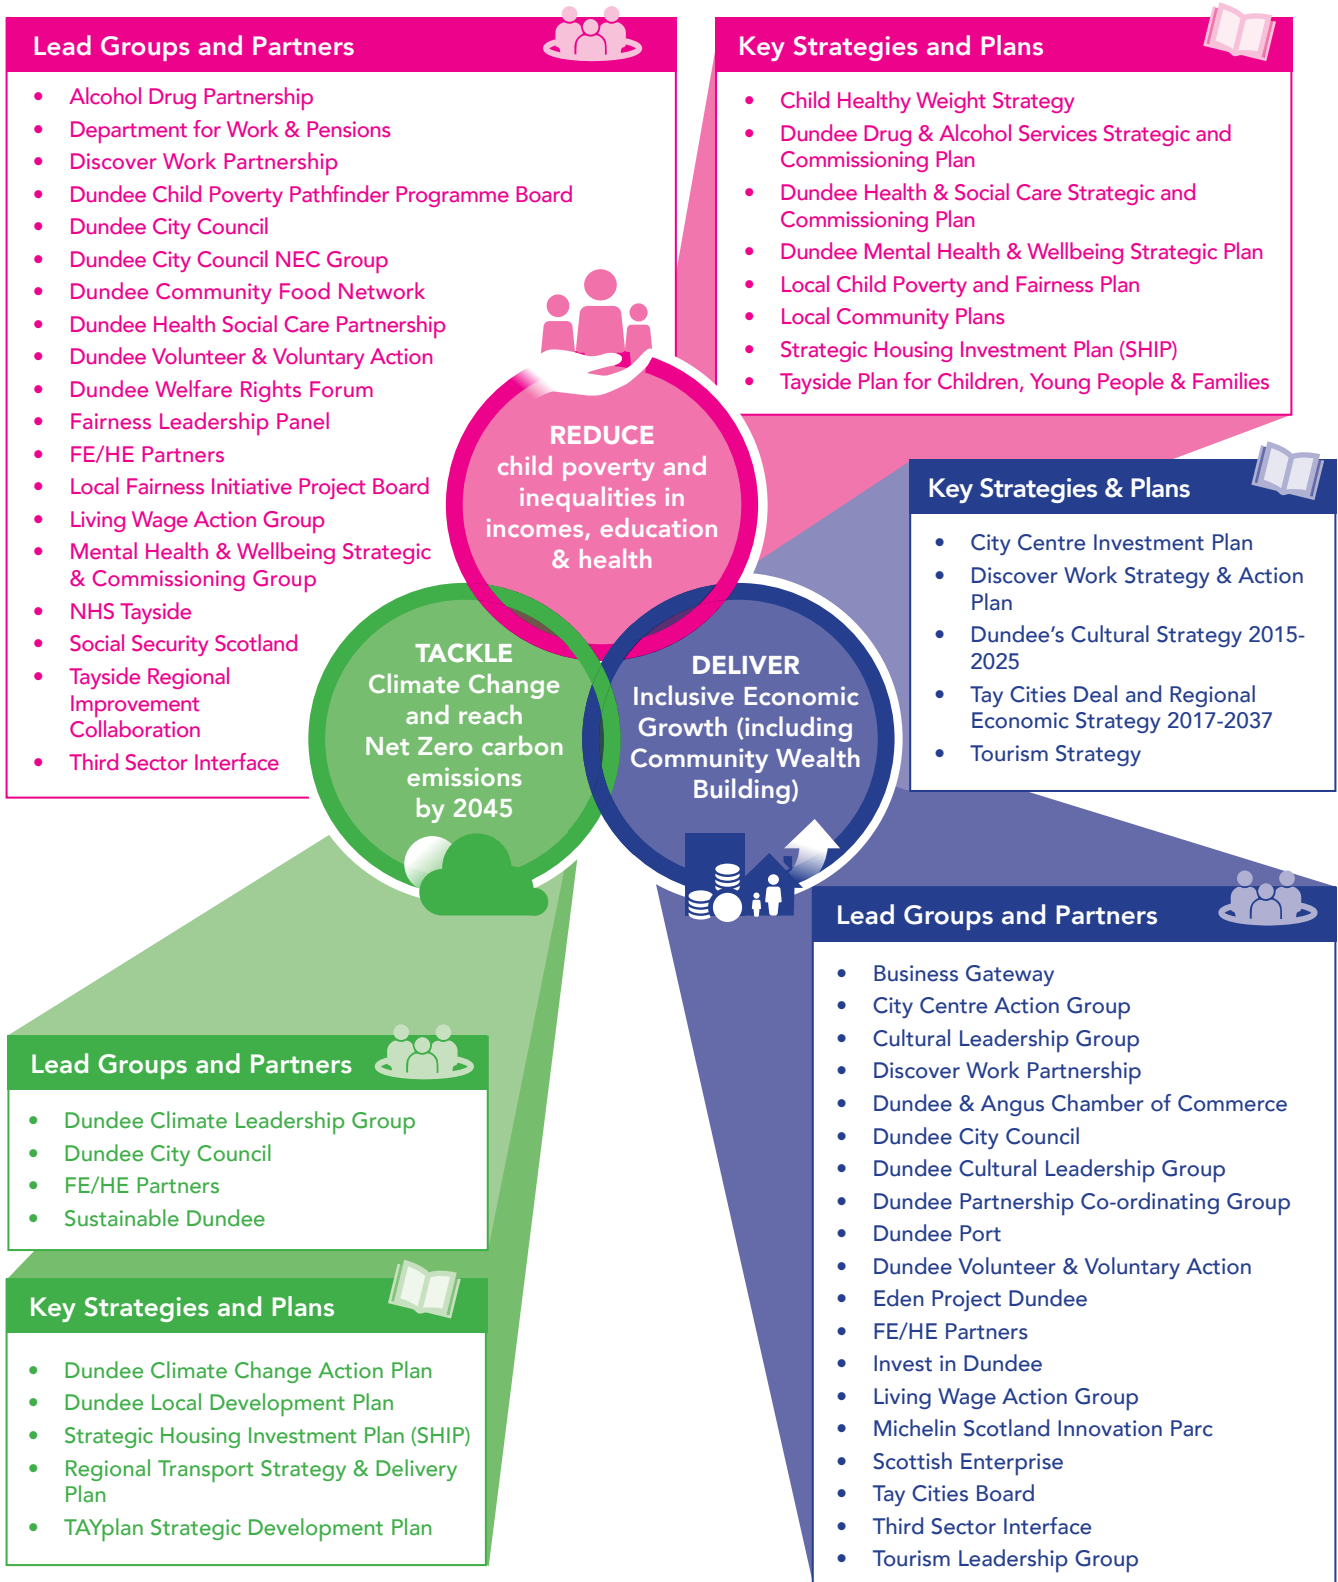 Lead Groups and Partners
• Alcohol Drug Partnership
• Department for Work & Pensions
• Discover Work Partnership
• Dundee Child Poverty Pathfinder Programme Board
• Dundee City Council
• Dundee City Council NEC Group
• Dundee Community Food Network
• Dundee Health Social Care Partnership
• Dundee Volunteer & Voluntary Action
• Dundee Welfare Rights Forum
• Fairness Leadership Panel
• FE/HE Partners
• Local Fairness Initiative Project Board
• Living Wage Action Group
• Mental Health & Wellbeing Strategic
& Commissioning Group
• NHS Tayside
• Social Security Scotland
• Tayside Regional
Improvement
Collaboration
• Third Sector Interface
Key Strategies and Plans
• Child Healthy Weight Strategy
• Dundee Drug & Alcohol Services Strategic and
Commissioning Plan
• Dundee Health & Social Care Strategic and
Commissioning Plan
• Dundee Mental Health & Wellbeing Strategic Plan
• Local Child Poverty and Fairness Plan
• Local Community Plans
• Strategic Housing Investment Plan (SHIP)
• Tayside Plan for Children, Young People & Families
REDUCE
child poverty and
inequalities in
incomes, education
& health
TACKLE
Climate Change
and reach
Net Zero carbon
emissions
by 2045
DELIVER
Inclusive Economic
Growth (including
Community Wealth
Building)
Key Strategies & Plans
• City Centre Investment Plan
• Discover Work Strategy & Action
Plan
• Dundee’s Cultural Strategy 2015-
2025
• Tay Cities Deal and Regional
Economic Strategy 2017-2037
• Tourism Strategy
Lead Groups and Partners
• Business Gateway
• City Centre Action Group
• Cultural Leadership Group
• Discover Work Partnership
• Dundee & Angus Chamber of Commerce
• Dundee City Council
• Dundee Cultural Leadership Group
• Dundee Partnership Co-ordinating Group
• Dundee Port
• Dundee Volunteer & Voluntary Action
• Eden Project Dundee
• FE/HE Partners
• Invest in Dundee
• Living Wage Action Group
• Michelin Scotland Innovation Parc
• Scottish Enterprise
• Tay Cities Board
• Third Sector Interface
• Tourism Leadership Group
Lead Groups and Partners
• Dundee Climate Leadership Group
• Dundee City Council
• FE/HE Partners
• Sustainable Dundee
Key Strategies and Plans
• Dundee Climate Change Action Plan
• Dundee Local Development Plan
• Strategic Housing Investment Plan (SHIP)
• Regional Transport Strategy & Delivery
Plan
• TAYplan Strategic Development Plan